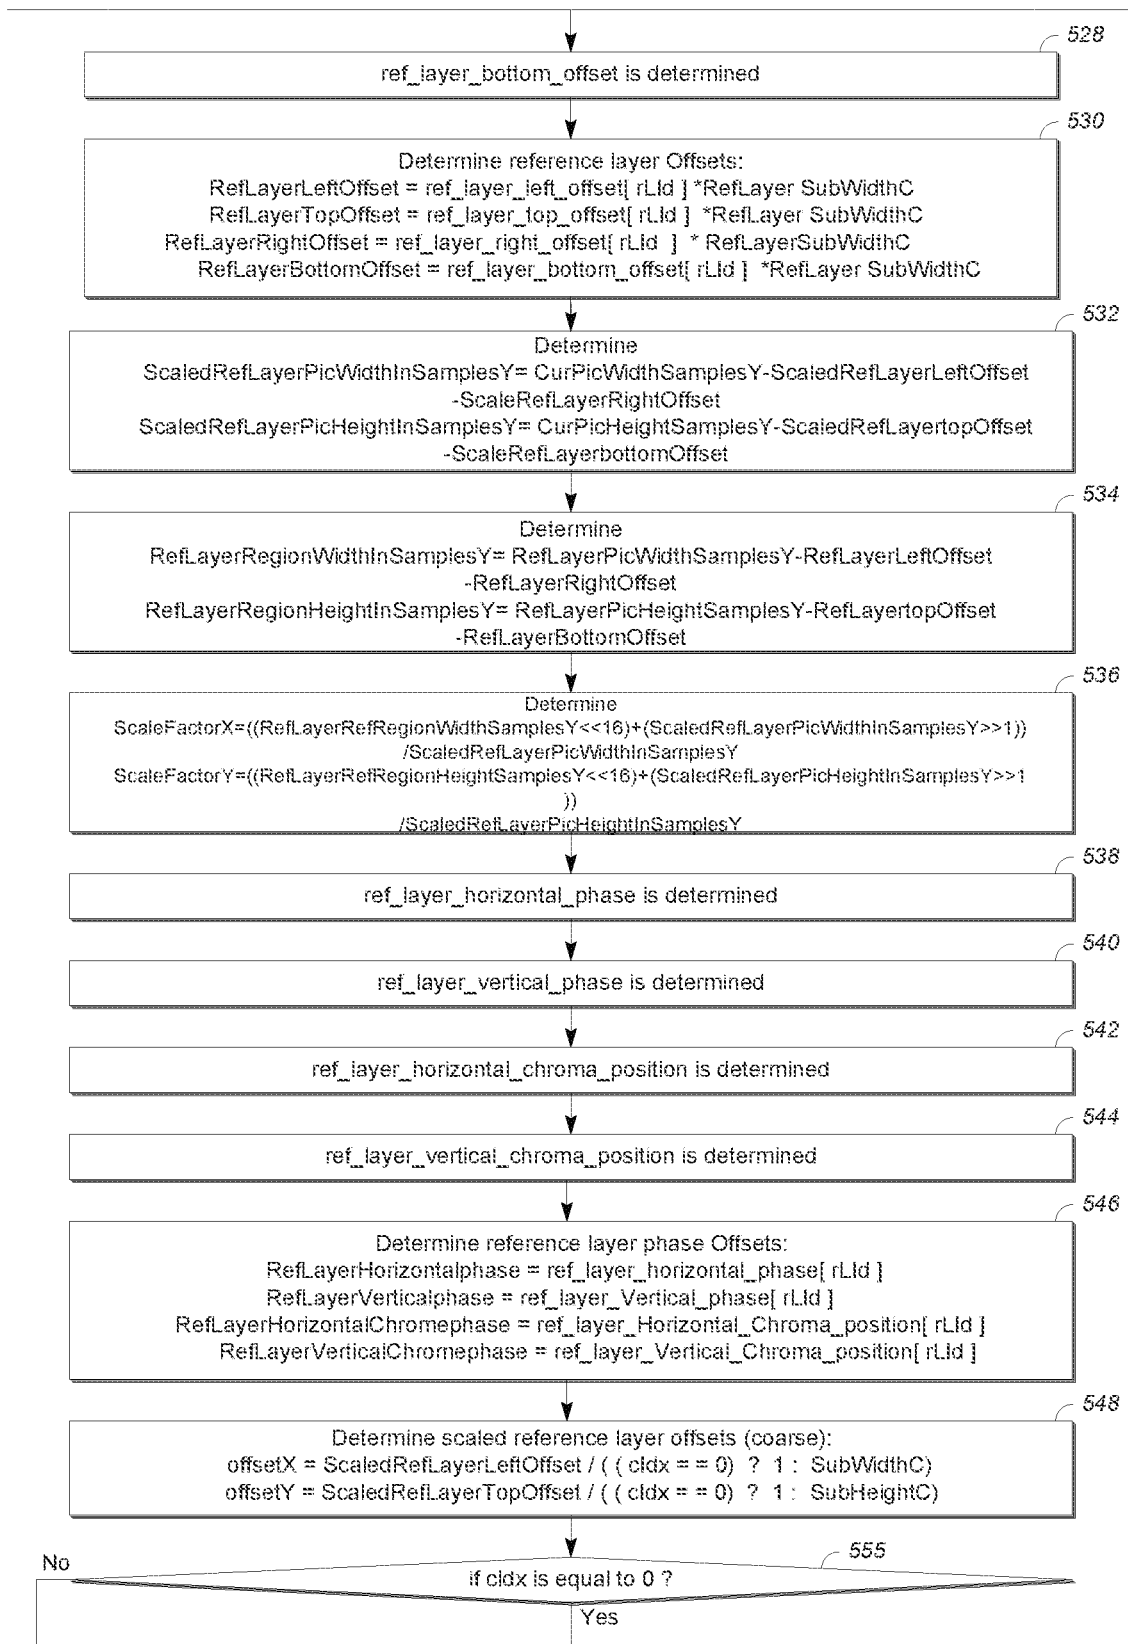 528
ref_layer_bottom_offset is determined
530
Determine reference layer Offsets:
RefLayerLeftOffset = ref_layer_left_offset[ rLId ] *RefLayer SubWidthC
RefLayerTopOffset = ref_layer_top_offset[ rLId ] *RefLayer SubWidthC
RefLayerRightOffset = ref_layer_right_offset[ rLId ] * RefLayerSubWidthC
RefLayerBottomOffset = ref_layer_bottom_offset[ rLId ] *RefLayer SubWidthC
532
Determine
ScaledRefLayerPicWidthInSamplesY= CurPicWidthSamplesY-ScaledRefLayerLeftOffset
-ScaleRefLayerRightOffset
ScaledRefLayerPicHeightInSamplesY= CurPicHeightSamplesY-ScaledRefLayertopOffset
-ScaleRefLayerbottomOffset
534
Determine
RefLayerRegionWidthInSamplesY= RefLayerPicWidthSamplesY-RefLayerLeftOffset
-RefLayerRightOffset
RefLayerRegionHeightInSamplesY= RefLayerPicHeightSamplesY-RefLayertopOffset
-RefLayerBottomOffset
536
Determine
ScaleFactorX=((RefLayerRefRegionWidthSamplesY<<16)+(ScaledRefLayerPicWidthInSamplesY>>1))
/ScaledRefLayerPicWidthInSamplesY
ScaleFactorY=((RefLayerRefRegionHeightSamplesY<<16)+(ScaledRefLayerPicHeightInSamplesY>>1
))
/ScaledRefLayerPicHeightInSamplesY
538
ref_layer_horizontal_phase is determined
540
ref_layer_vertical_phase is determined
542
ref_layer_horizontal_chroma_position is determined
544
ref_layer_vertical_chroma_position is determined
546
Determine reference layer phase Offsets:
RefLayerHorizontalphase = ref_layer_horizontal_phase[ rLId ]
RefLayerVerticalphase = ref_layer_Vertical_phase[ rLId ]
RefLayerHorizontalChromephase = ref_layer_Horizontal_Chroma_position[ rLId ]
RefLayerVerticalChromephase = ref_layer_Vertical_Chroma_position[ rLId ]
548
Determine scaled reference layer offsets (coarse):
offsetX = ScaledRefLayerLeftOffset / ( ( cIdx = = 0) ? 1 : SubWidthC)
offsetY = ScaledRefLayerTopOffset / ( ( cIdx = = 0) ? 1 : SubHeightC)
555
No
if cIdx is equal to 0 ?
Yes